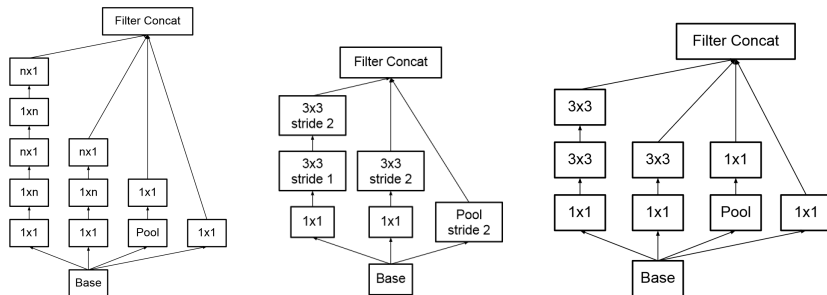 Filter Concat
nx1
1xn
nx1
nx1
1xn
1xn
1x1
1x1
1x1
Pool
1x1
Base
Filter Concat
3x3
stride 2
3x3
stride 1
3x3
stride 2
1x1
1x1
Pool
stride 2
Base
Filter Concat
3x3
3x3
3x3
1x1
1x1
1x1
Pool
1x1
Base